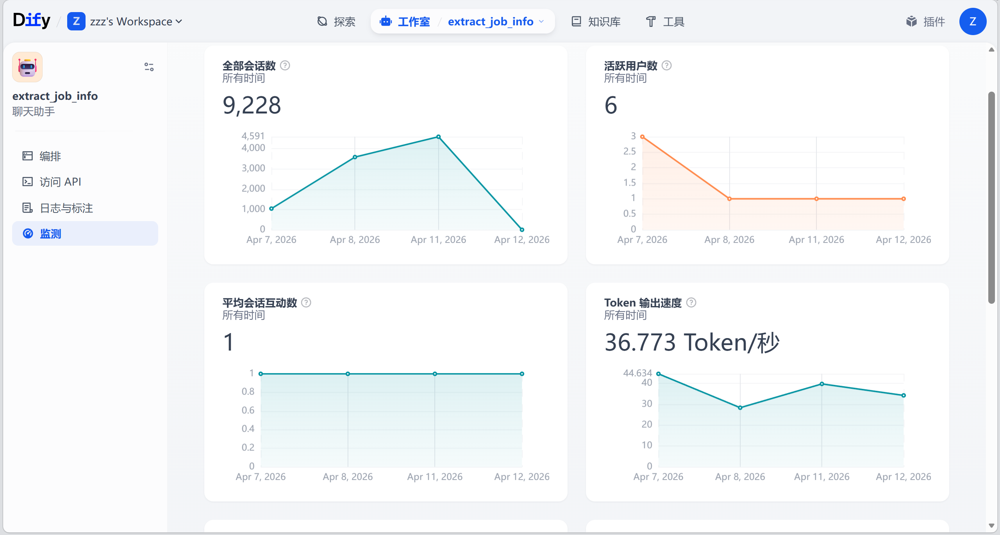 Dify / Z zzz's Workspace 探索 工作室 / extract_job_info 知识库 工具 插件 Z
extract_job_info
聊天助手
编排
访问 API
日志与标注
监测
全部会话数
所有时间
9,228
4,591
4,000
3,000
2,000
1,000
0
Apr 7, 2026 Apr 8, 2026 Apr 11, 2026 Apr 12, 2026
活跃用户数
所有时间
6
3
2.5
2
1.5
1
0.5
0
Apr 7, 2026 Apr 8, 2026 Apr 11, 2026 Apr 12, 2026
平均会话互动数
所有时间
1
1
0.8
0.6
0.4
0.2
0
Apr 7, 2026 Apr 8, 2026 Apr 11, 2026 Apr 12, 2026
Token 输出速度
所有时间
36.773 Token/秒
44.634
40
30
20
10
0
Apr 7, 2026 Apr 8, 2026 Apr 11, 2026 Apr 12, 2026